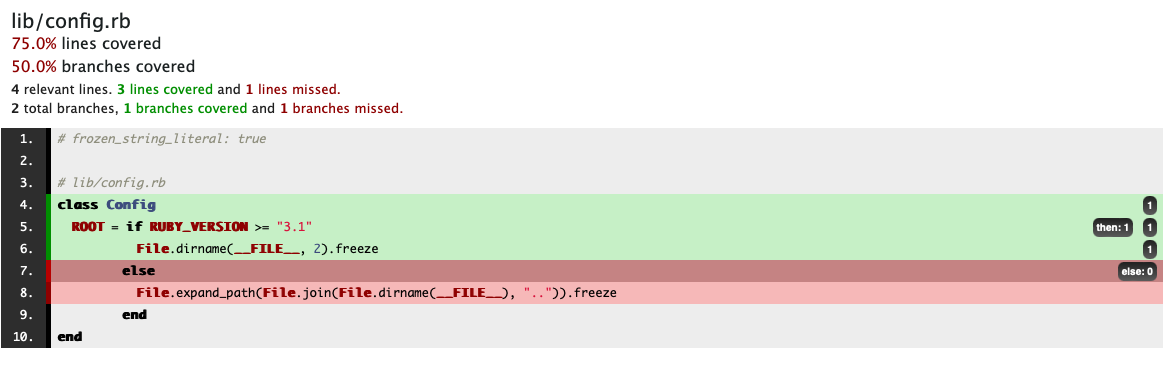 lib/config.rb
75.0% lines covered
50.0% branches covered
4 relevant lines. 3 lines covered and 1 lines missed.
2 total branches, 1 branches covered and 1 branches missed.
1. # frozen_string_literal: true
2.
3. # lib/config.rb
4. class Config 1
5. ROOT = if RUBY_VERSION >= "3.1" then: 1 1
6. File.dirname(__FILE__, 2).freeze 1
7. else else: 0
8. File.expand_path(File.join(File.dirname(__FILE__), "..")).freeze
9. end
10. end